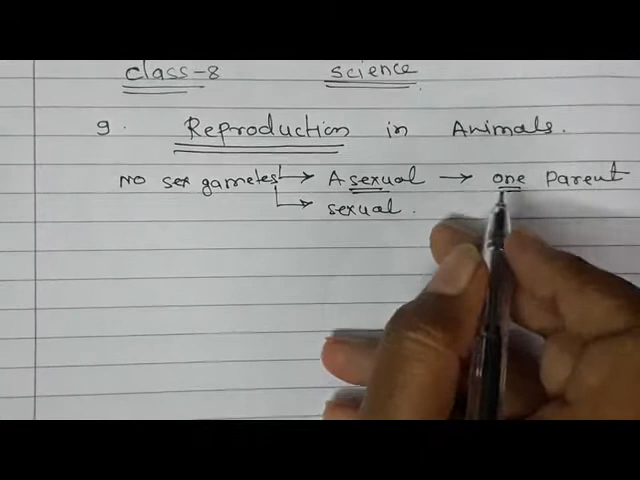 class-8 science
9. Reproduction in Animals.
No sex gametes → Asexual → one Parent
→ sexual.